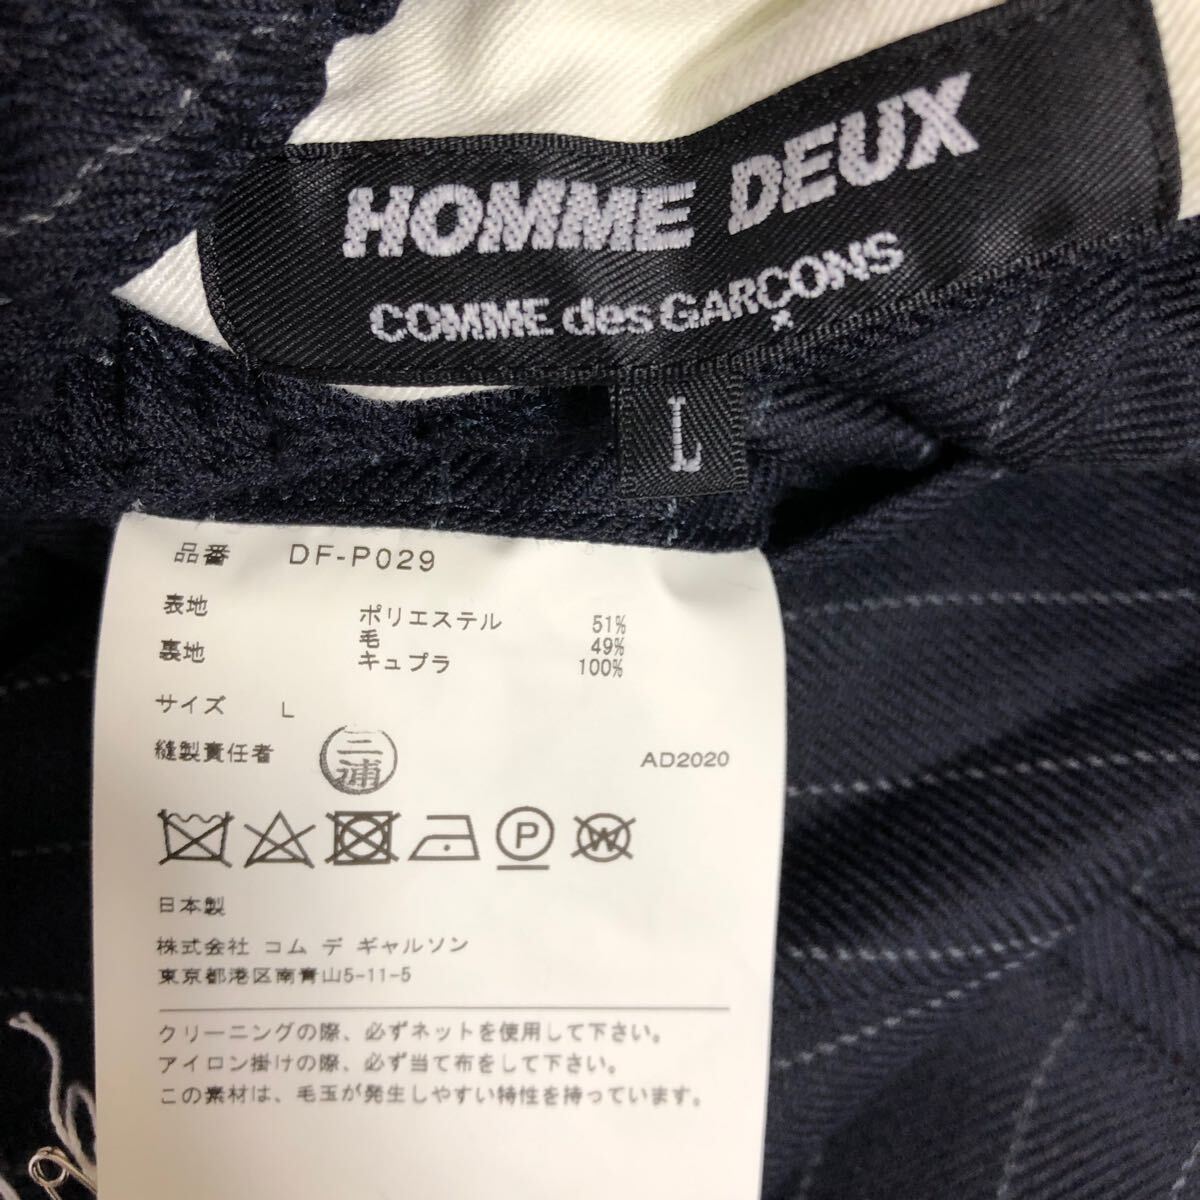 HOMME DEUX
COMME des GARÇONS
L
品番 DF-P029
表地 ポリエステル 51%
毛 49%
裏地 キュプラ 100%
サイズ L
縫製責任者 三浦 AD2020
P
W
日本製
株式会社 コム デ ギャルソン
東京都港区南青山5-11-5
クリーニングの際、必ずネットを使用して下さい。
アイロン掛けの際、必ず当て布をして下さい。
この素材は、毛玉が発生しやすい特性を持っています。